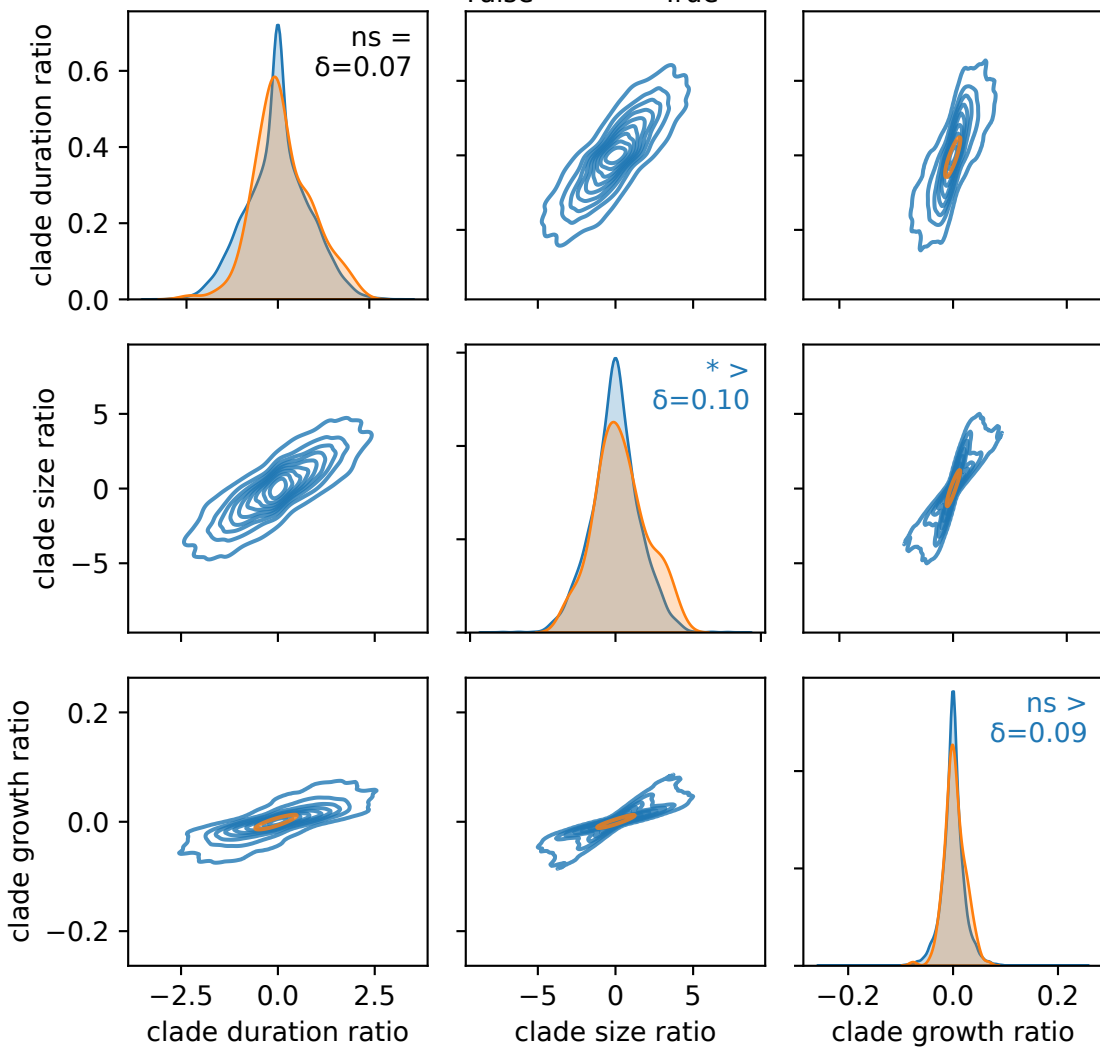 clade duration ratio
0.6
0.4
0.2
0.0
ns =
δ=0.07
clade size ratio
5
0
−5
* >
δ=0.10
clade growth ratio
0.2
0.0
−0.2
ns >
δ=0.09
−2.5 0.0 2.5
−5 0 5
−0.2 0.0 0.2
clade duration ratio
clade size ratio
clade growth ratio